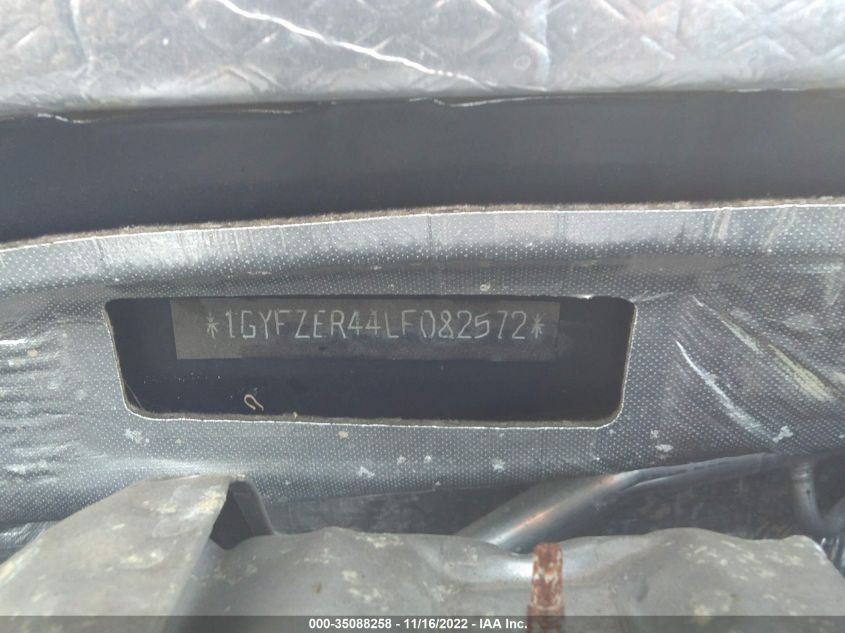 *1GYFZER44LF082572*
000-35088258 - 11/16/2022 - IAA Inc.